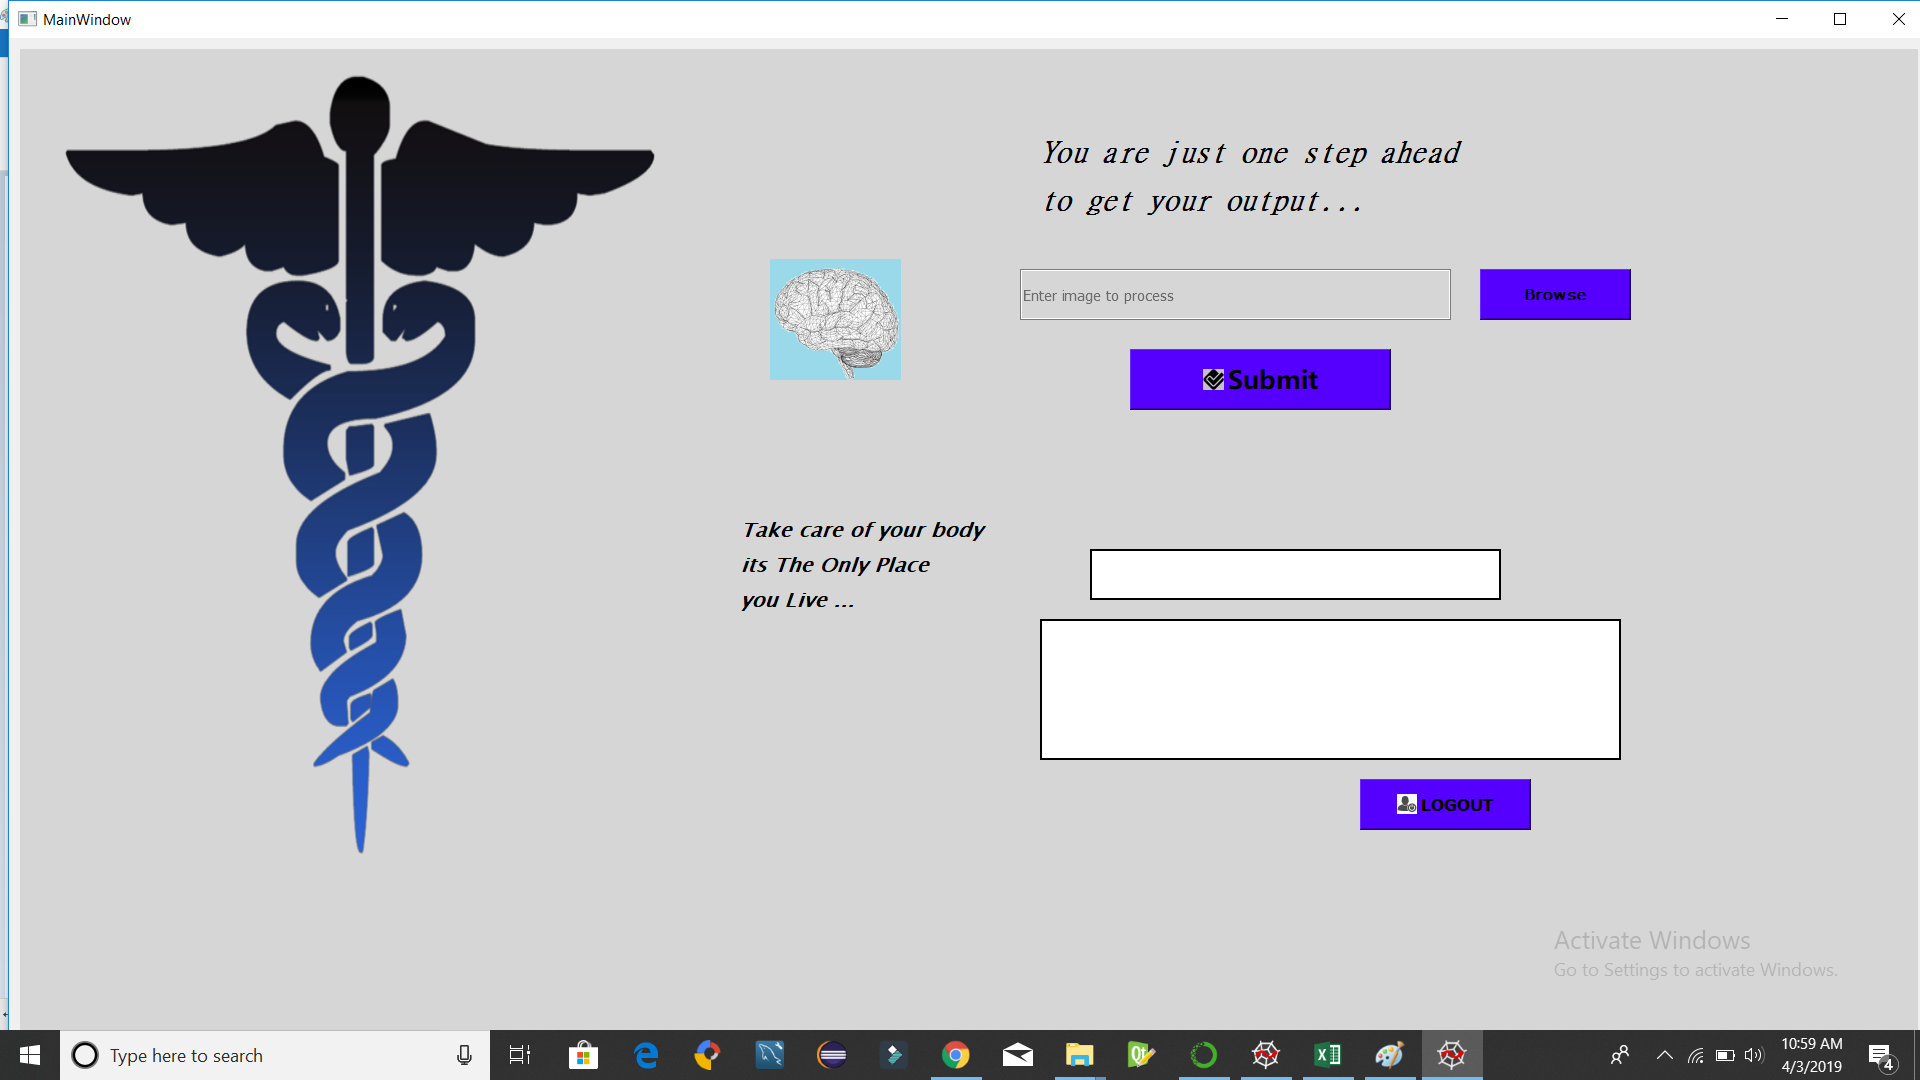 MainWindow
You are just one step ahead
to get your output...
Enter image to process
Browse
Submit
Take care of your body
its The Only Place
you Live ...
LOGOUT
Activate Windows
Go to Settings to activate Windows.
Type here to search
10:59 AM
4/3/2019
4